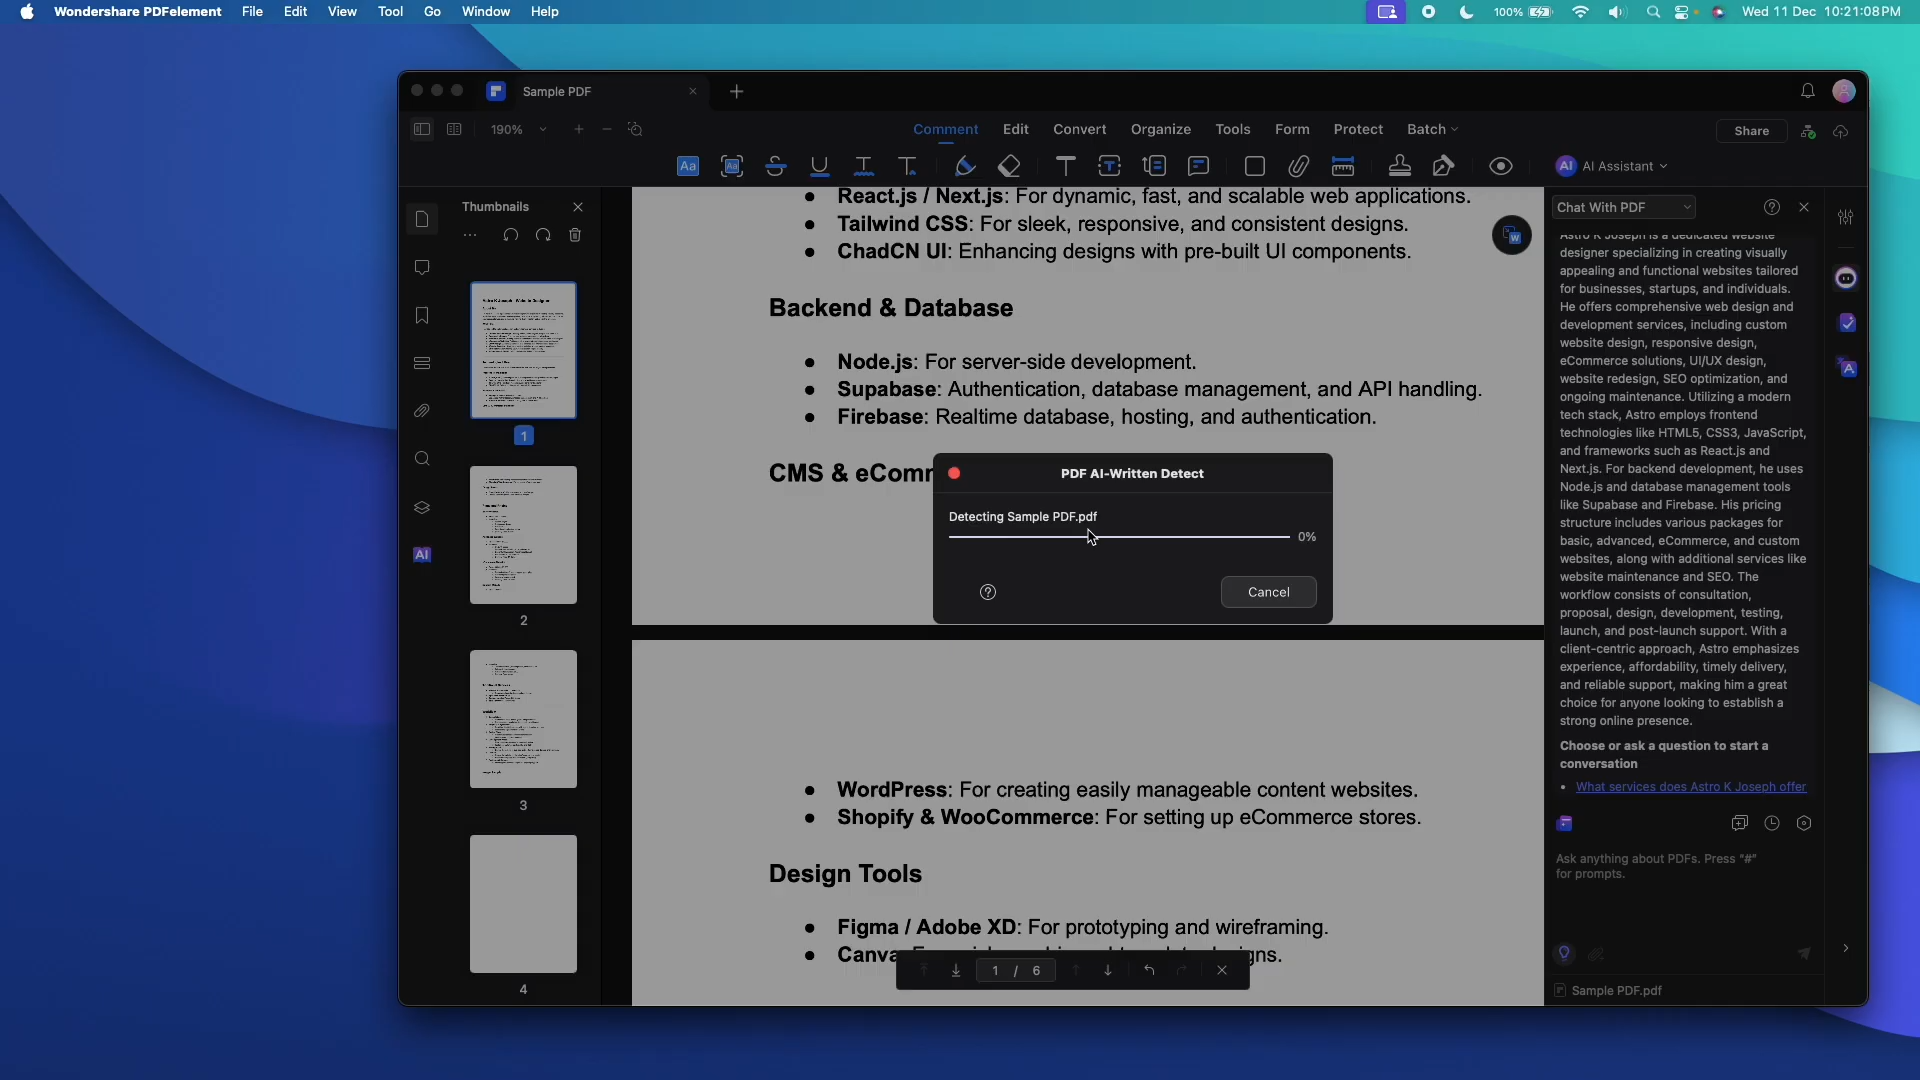 Wondershare PDFelement File Edit View Tool Go Window Help
100% Wed 11 Dec 10:21:08PM
Sample PDF
190%
Comment Edit Convert Organize Tools Form Protect Batch
Share
AI Assistant
Thumbnails
1
2
3
4
React.js / Next.js: For dynamic, fast, and scalable web applications.
Tailwind CSS: For sleek, responsive, and consistent designs.
ChadCN UI: Enhancing designs with pre-built UI components.
Backend & Database
Node.js: For server-side development.
Supabase: Authentication, database management, and API handling.
Firebase: Realtime database, hosting, and authentication.
CMS &
PDF AI-Written Detect
Detecting Sample PDF.pdf
0%
Cancel
WordPress: For creating easily manageable content websites.
Shopify & WooCommerce: For setting up eCommerce stores.
Design Tools
Figma / Adobe XD: For prototyping and wireframing.
1 / 6
Chat With PDF
Astro K Joseph is a dedicated website
designer specializing in creating visually
appealing and functional websites tailored
for businesses, startups, and individuals.
He offers comprehensive web design and
development services, including custom
website design, responsive design,
eCommerce solutions, UI/UX design,
website redesign, SEO optimization, and
ongoing maintenance. Utilizing a modern
tech stack, Astro employs frontend
technologies like HTML5, CSS3, JavaScript,
and frameworks such as React.js and
Next.js. For backend development, he uses
Node.js and database management tools
like Supabase and Firebase. His pricing
structure includes various packages for
basic, advanced, eCommerce, and custom
websites, along with additional services like
website maintenance and SEO. The
workflow consists of consultation,
proposal, design, development, testing,
launch, and post-launch support. With a
client-centric approach, Astro emphasizes
experience, affordability, timely delivery,
and reliable support, making him a great
choice for anyone looking to establish a
strong online presence.
Choose or ask a question to start a
conversation
What services does Astro K Joseph offer
Ask anything about PDFs. Press "#"
for prompts.
Sample PDF.pdf